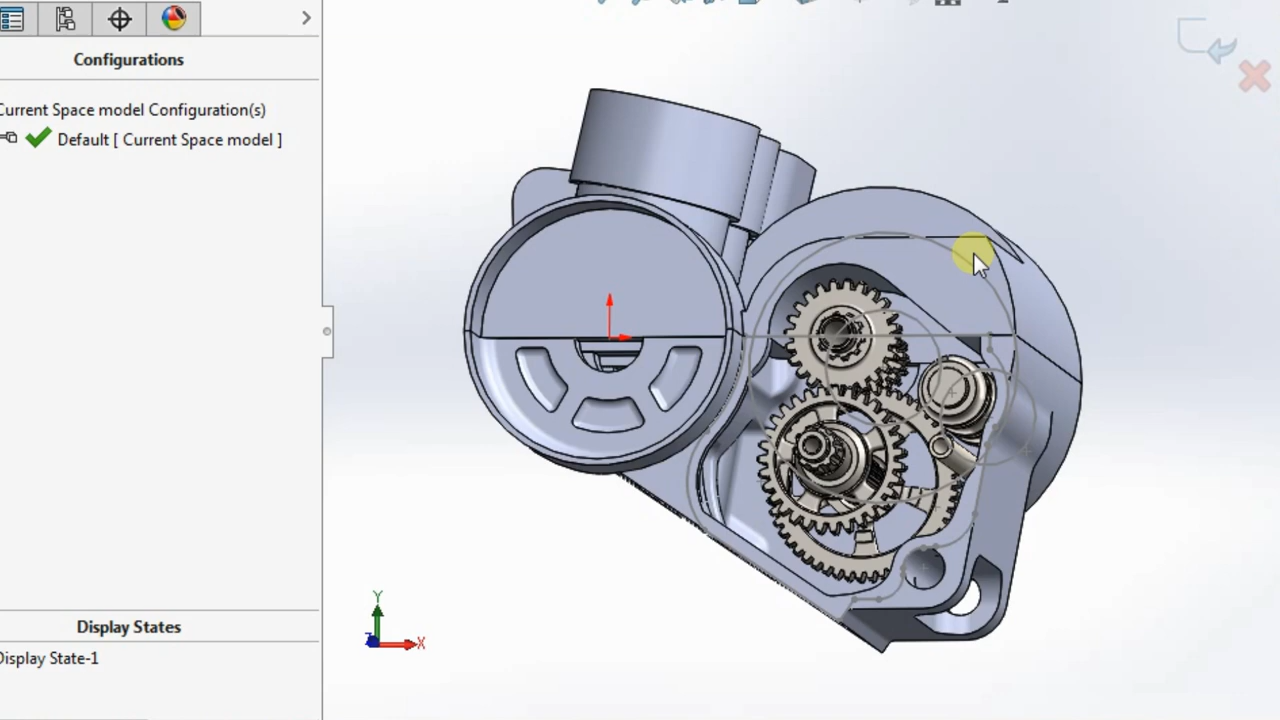 Configurations
Current Space model Configuration(s)
Default [ Current Space model ]
Display States
Display State-1
Y
X